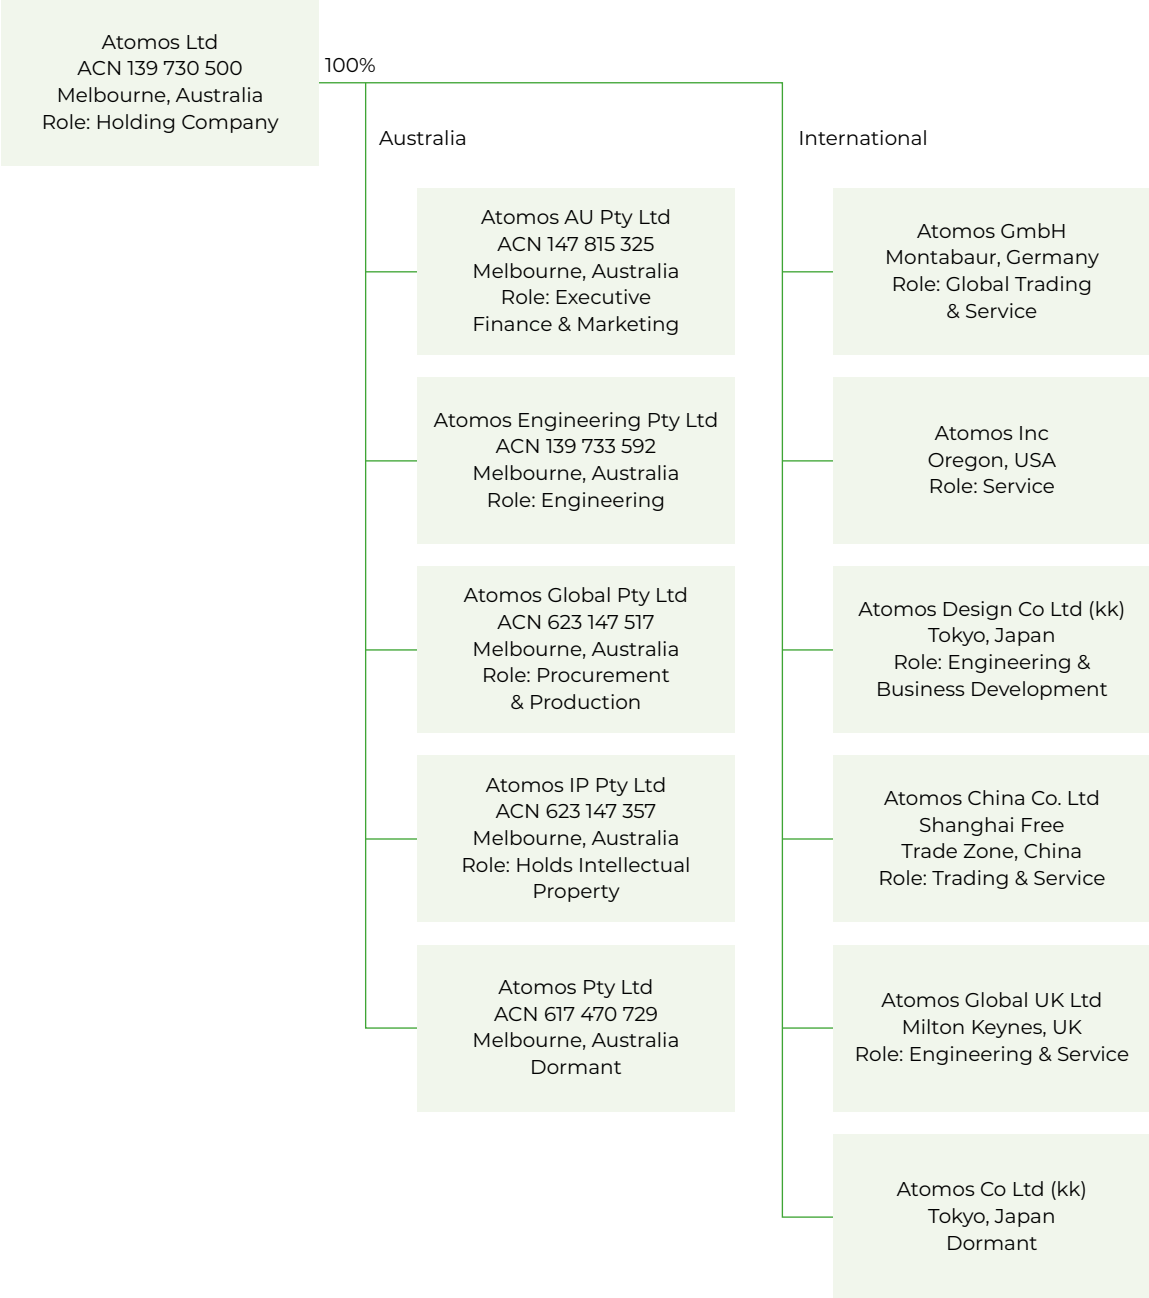 Atomos Ltd
ACN 139 730 500
Melbourne, Australia
Role: Holding Company
100%
Australia
Atomos AU Pty Ltd
ACN 147 815 325
Melbourne, Australia
Role: Executive
Finance & Marketing
Atomos Engineering Pty Ltd
ACN 139 733 592
Melbourne, Australia
Role: Engineering
Atomos Global Pty Ltd
ACN 623 147 517
Melbourne, Australia
Role: Procurement
& Production
Atomos IP Pty Ltd
ACN 623 147 357
Melbourne, Australia
Role: Holds Intellectual
Property
Atomos Pty Ltd
ACN 617 470 729
Melbourne, Australia
Dormant
International
Atomos GmbH
Montabaur, Germany
Role: Global Trading
& Service
Atomos Inc
Oregon, USA
Role: Service
Atomos Design Co Ltd (kk)
Tokyo, Japan
Role: Engineering &
Business Development
Atomos China Co. Ltd
Shanghai Free
Trade Zone, China
Role: Trading & Service
Atomos Global UK Ltd
Milton Keynes, UK
Role: Engineering & Service
Atomos Co Ltd (kk)
Tokyo, Japan
Dormant